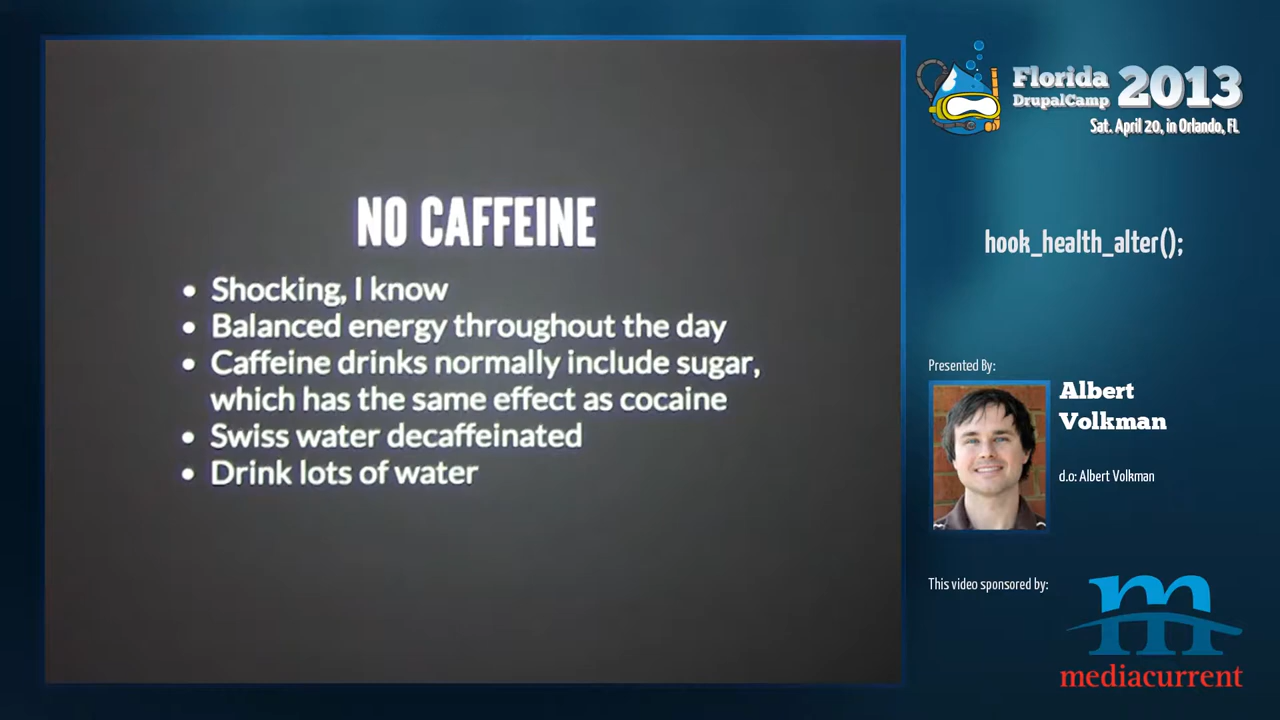 NO CAFFEINE
• Shocking, I know
• Balanced energy throughout the day
• Caffeine drinks normally include sugar,
which has the same effect as cocaine
• Swiss water decaffeinated
• Drink lots of water
Florida
DrupalCamp
2013
Sat. April 20, in Orlando, FL
hook_health_alter();
Presented By:
Albert
Volkman
d.o: Albert Volkman
This video sponsored by:
m
mediacurrent